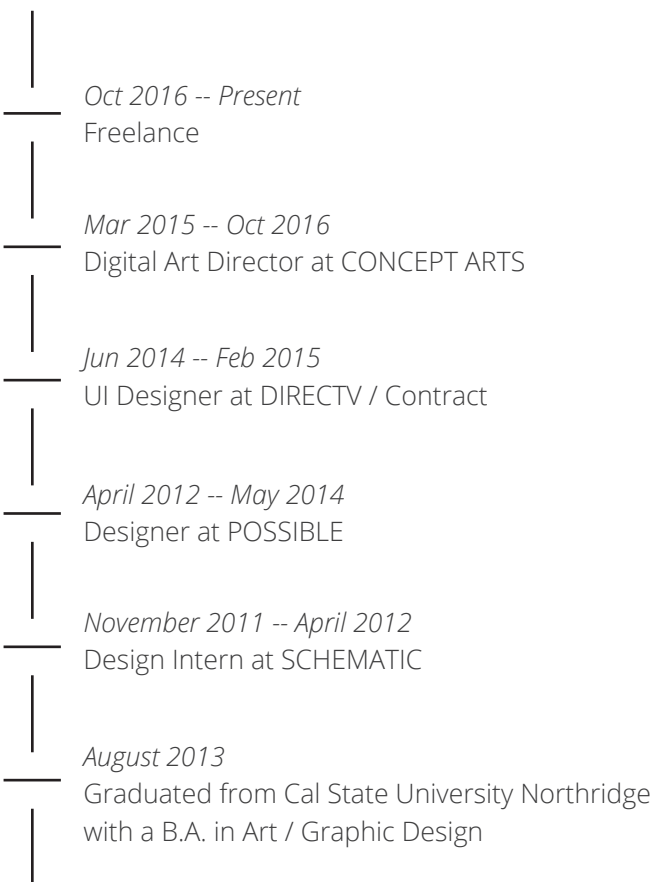 Oct 2016 -- Present
Freelance
Mar 2015 -- Oct 2016
Digital Art Director at CONCEPT ARTS
Jun 2014 -- Feb 2015
UI Designer at DIRECTV / Contract
April 2012 -- May 2014
Designer at POSSIBLE
November 2011 -- April 2012
Design Intern at SCHEMATIC
August 2013
Graduated from Cal State University Northridge
with a B.A. in Art / Graphic Design